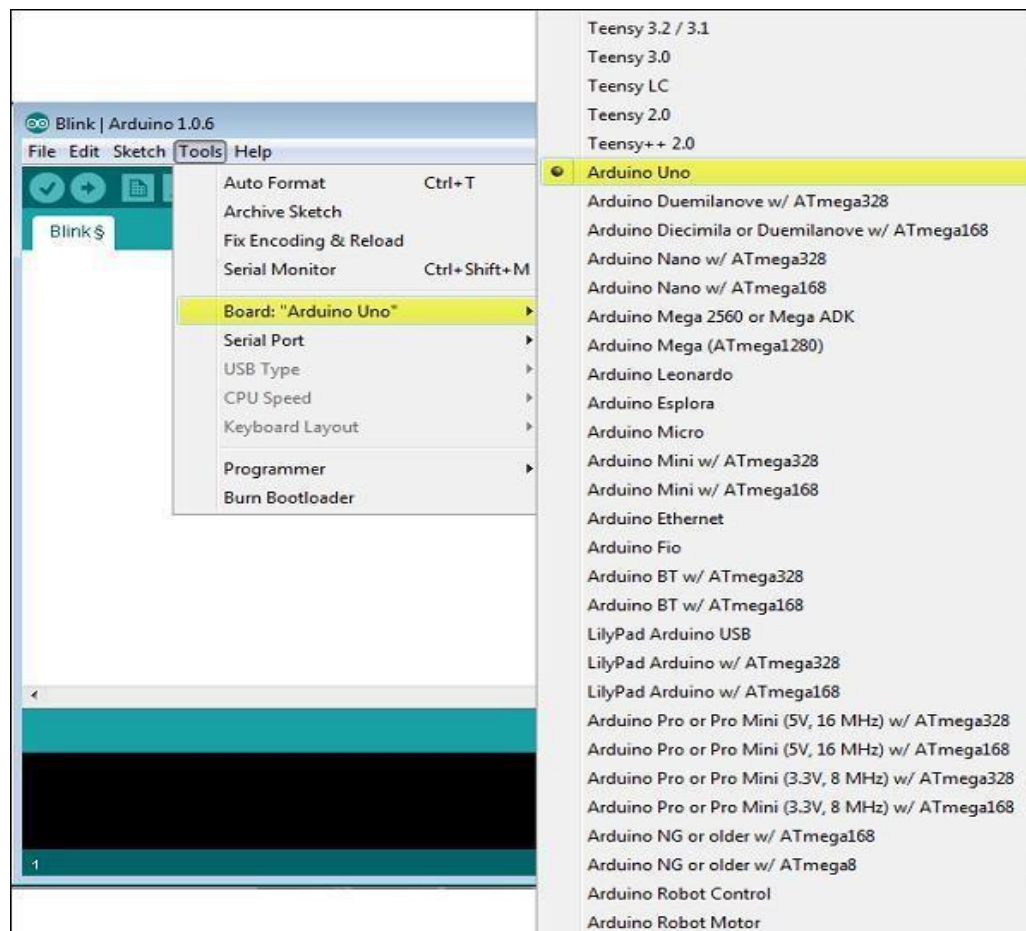 Blink | Arduino 1.0.6
File Edit Sketch Tools Help
Blink §
Auto Format Ctrl+T
Archive Sketch
Fix Encoding & Reload
Serial Monitor Ctrl+Shift+M
Board: "Arduino Uno"
Serial Port
USB Type
CPU Speed
Keyboard Layout
Programmer
Burn Bootloader
1
Teensy 3.2 / 3.1
Teensy 3.0
Teensy LC
Teensy 2.0
Teensy++ 2.0
Arduino Uno
Arduino Duemilanove w/ ATmega328
Arduino Diecimila or Duemilanove w/ ATmega168
Arduino Nano w/ ATmega328
Arduino Nano w/ ATmega168
Arduino Mega 2560 or Mega ADK
Arduino Mega (ATmega1280)
Arduino Leonardo
Arduino Esplora
Arduino Micro
Arduino Mini w/ ATmega328
Arduino Mini w/ ATmega168
Arduino Ethernet
Arduino Fio
Arduino BT w/ ATmega328
Arduino BT w/ ATmega168
LilyPad Arduino USB
LilyPad Arduino w/ ATmega328
LilyPad Arduino w/ ATmega168
Arduino Pro or Pro Mini (5V, 16 MHz) w/ ATmega328
Arduino Pro or Pro Mini (5V, 16 MHz) w/ ATmega168
Arduino Pro or Pro Mini (3.3V, 8 MHz) w/ ATmega328
Arduino Pro or Pro Mini (3.3V, 8 MHz) w/ ATmega168
Arduino NG or older w/ ATmega168
Arduino NG or older w/ ATmega8
Arduino Robot Control
Arduino Robot Motor